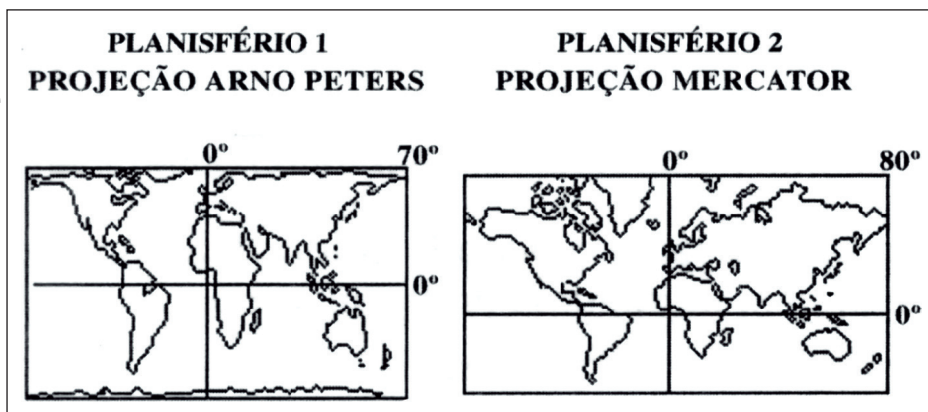 PLANISFÉRIO 1
PROJEÇÃO ARNO PETERS
0º
70º
0º
PLANISFÉRIO 2
PROJEÇÃO MERCATOR
0º
80º
0º